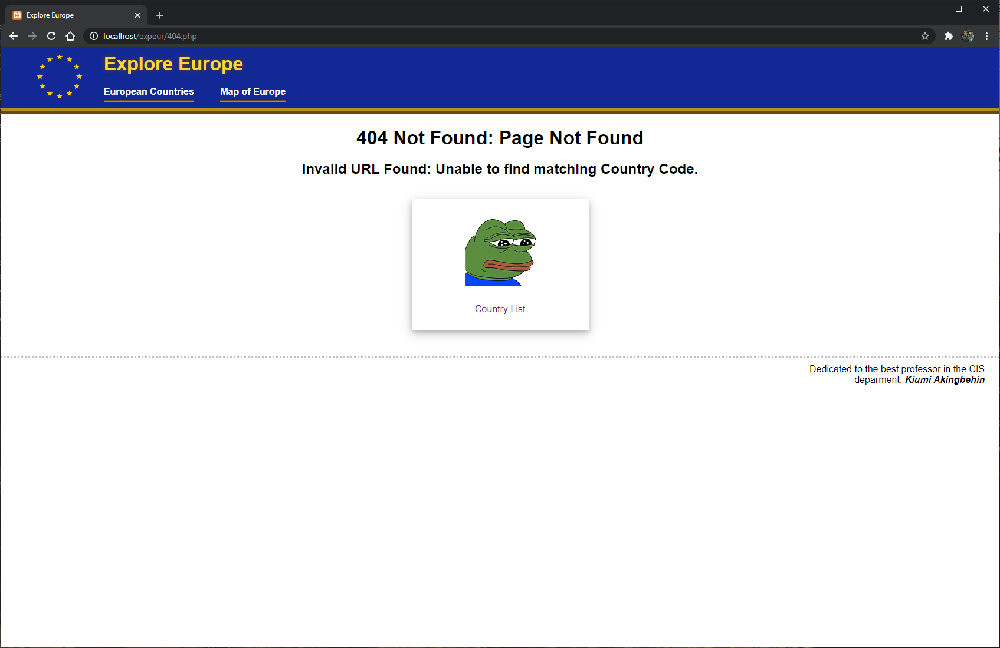 Explore Europe
localhost/expeur/404.php
Explore Europe
European Countries
Map of Europe
404 Not Found: Page Not Found
Invalid URL Found: Unable to find matching Country Code.
Country List
Dedicated to the best professor in the CIS
deparment: Kiumi Akingbehin